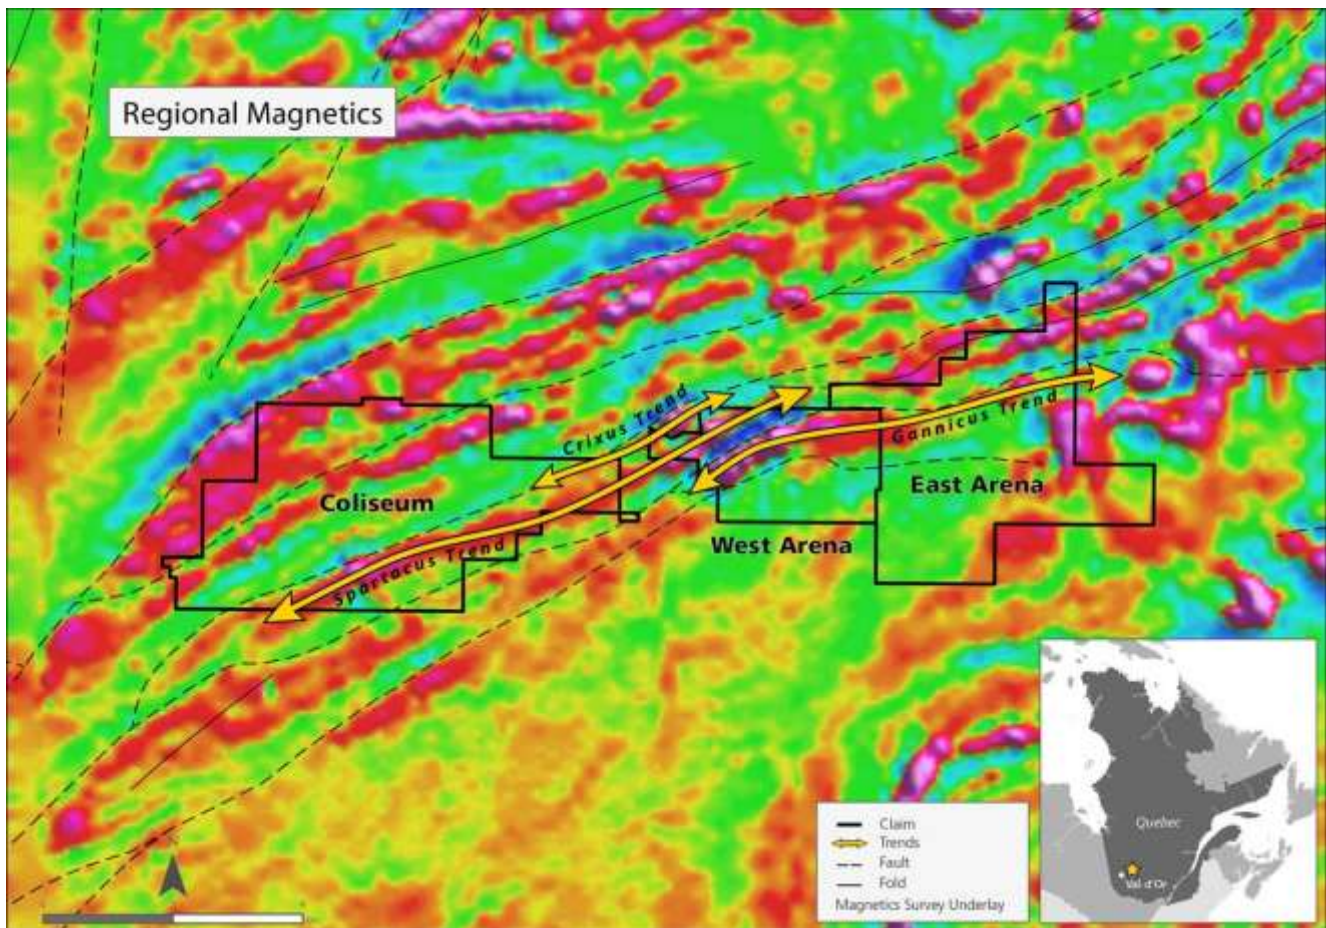 Regional Magnetics
Crixus Trend
Gannicus Trend
Coliseum
East Arena
West Arena
Spartacus Trend
Claim
Trends
Fault
Fold
Magnetics Survey Underlay
Quebec
Val d'Or